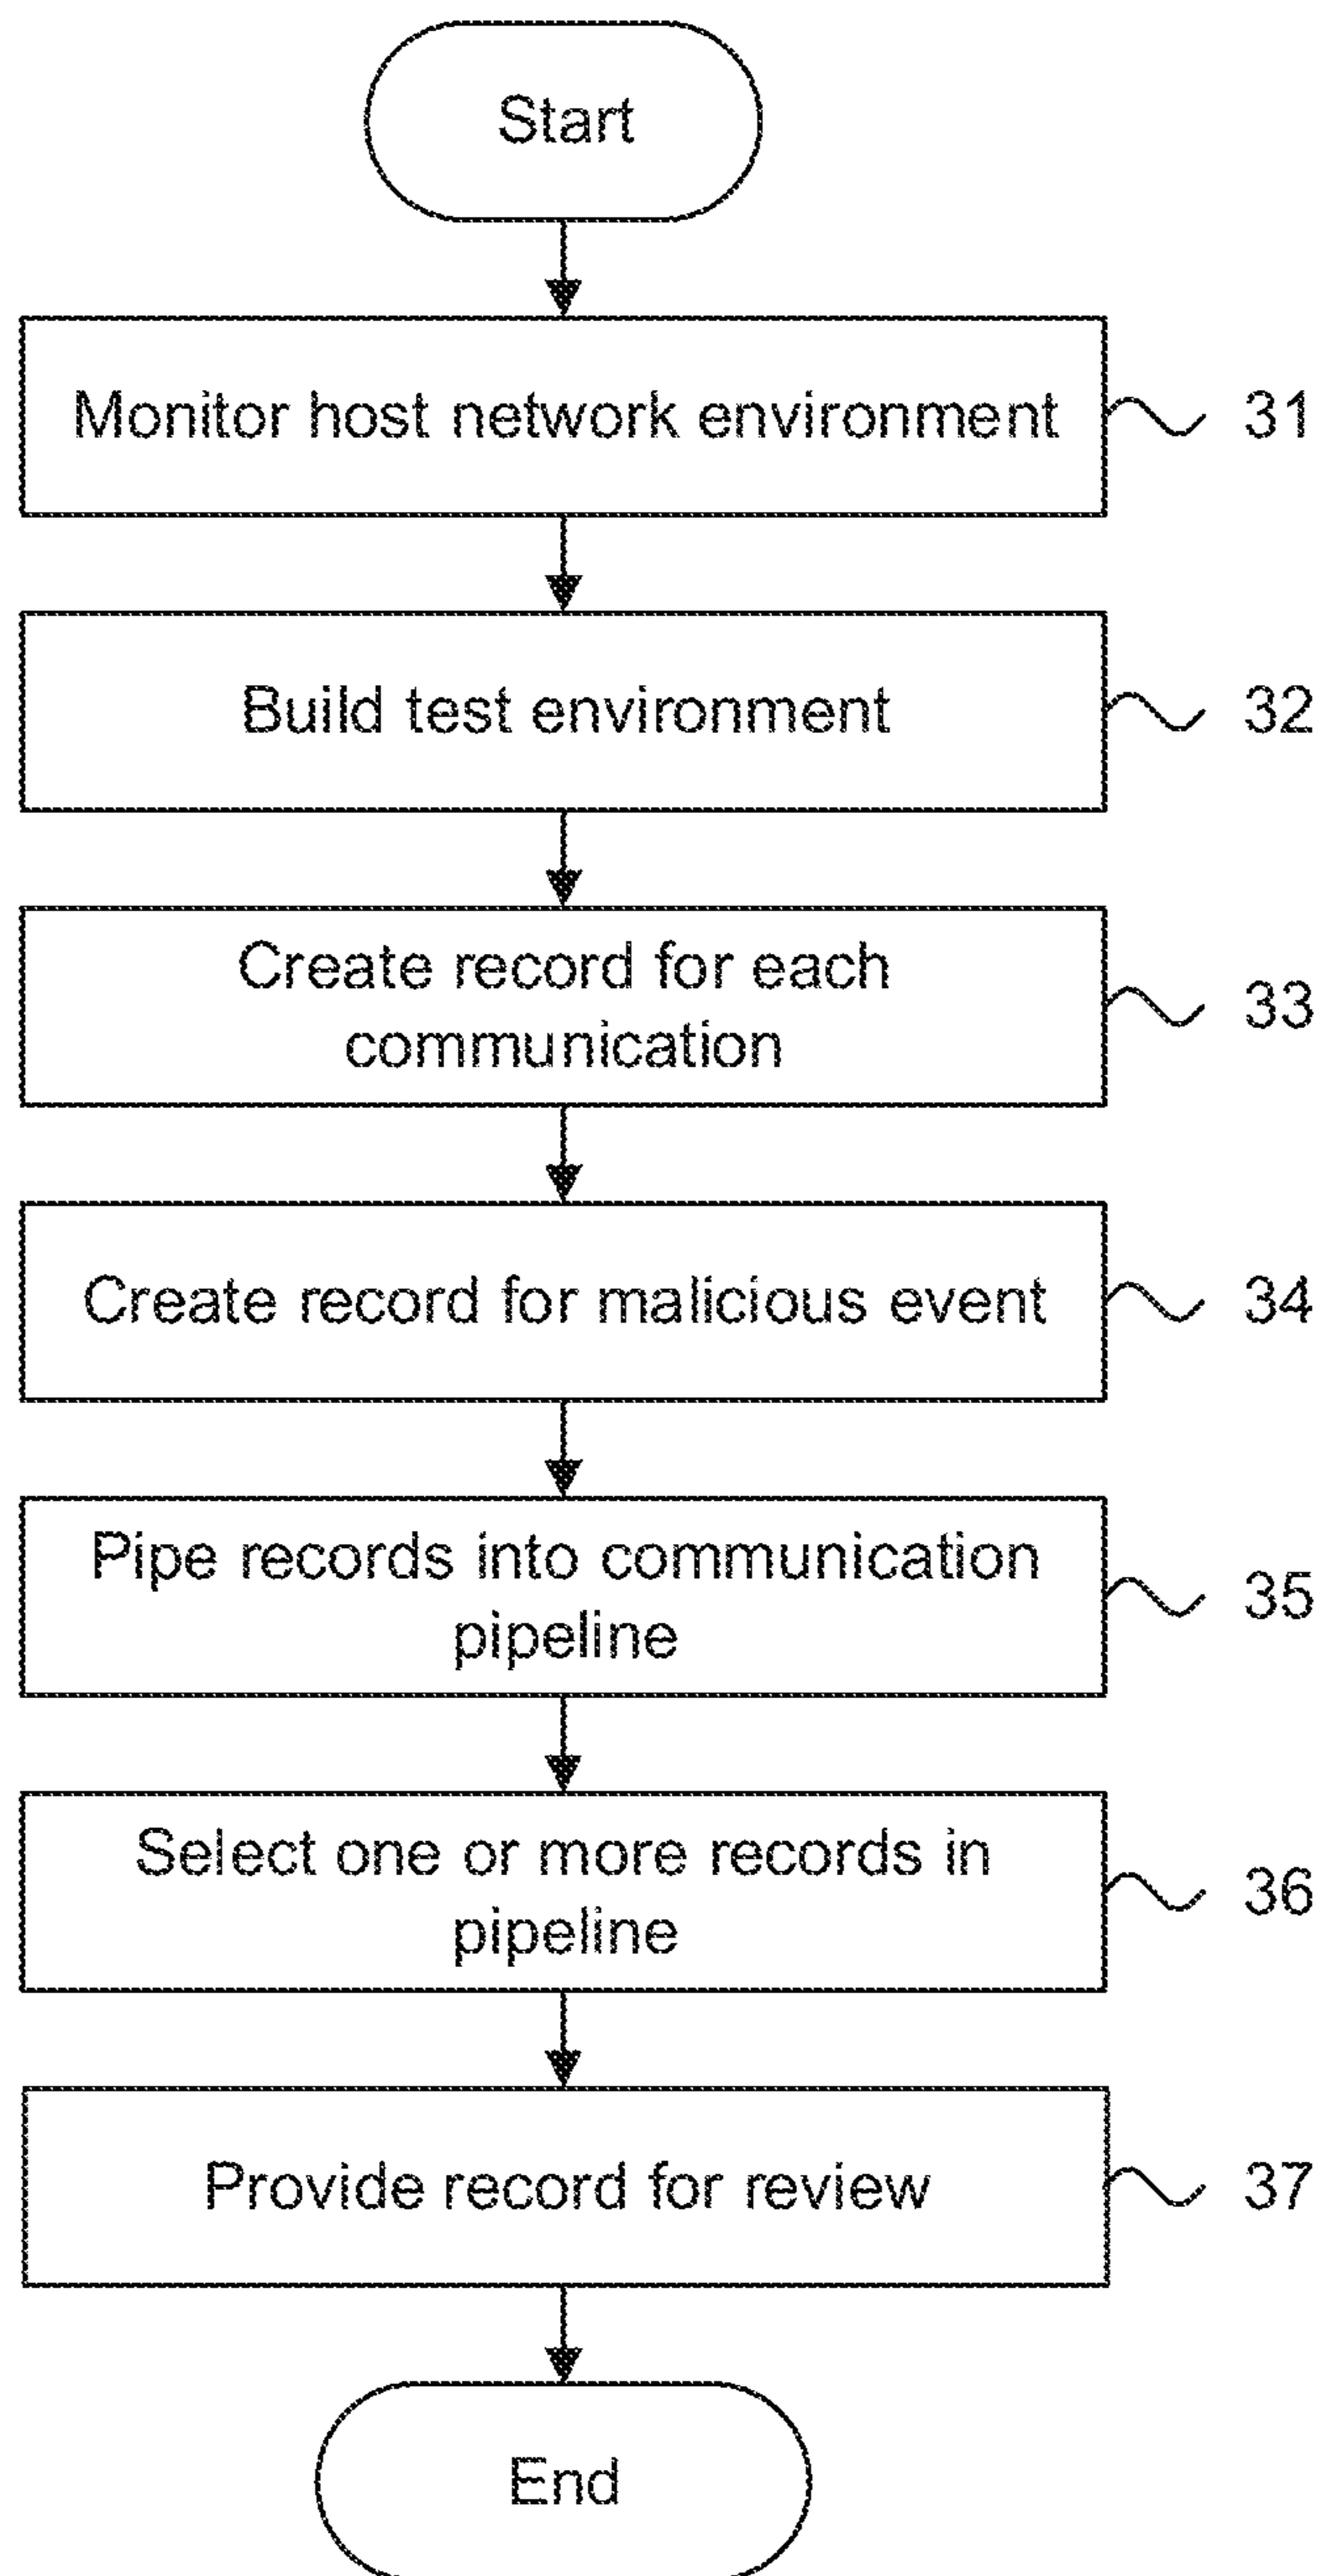 Start
Monitor host network environment
31
Build test environment
32
Create record for each
communication
33
Create record for malicious event
34
Pipe records into communication
pipeline
35
Select one or more records in
pipeline
36
Provide record for review
37
End